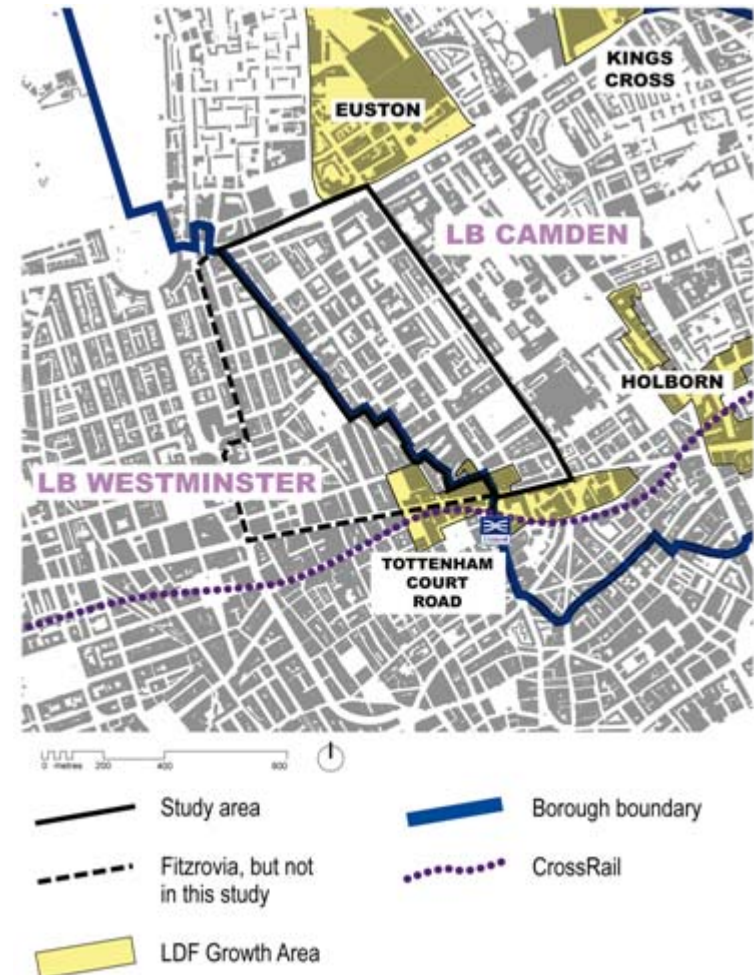 KINGS
CROSS
EUSTON
LB CAMDEN
HOLBORN
LB WESTMINSTER
TOTTENHAM
COURT
ROAD
0 metres 200 400 800
Study area
Borough boundary
Fitzrovia, but not
in this study
CrossRail
LDF Growth Area